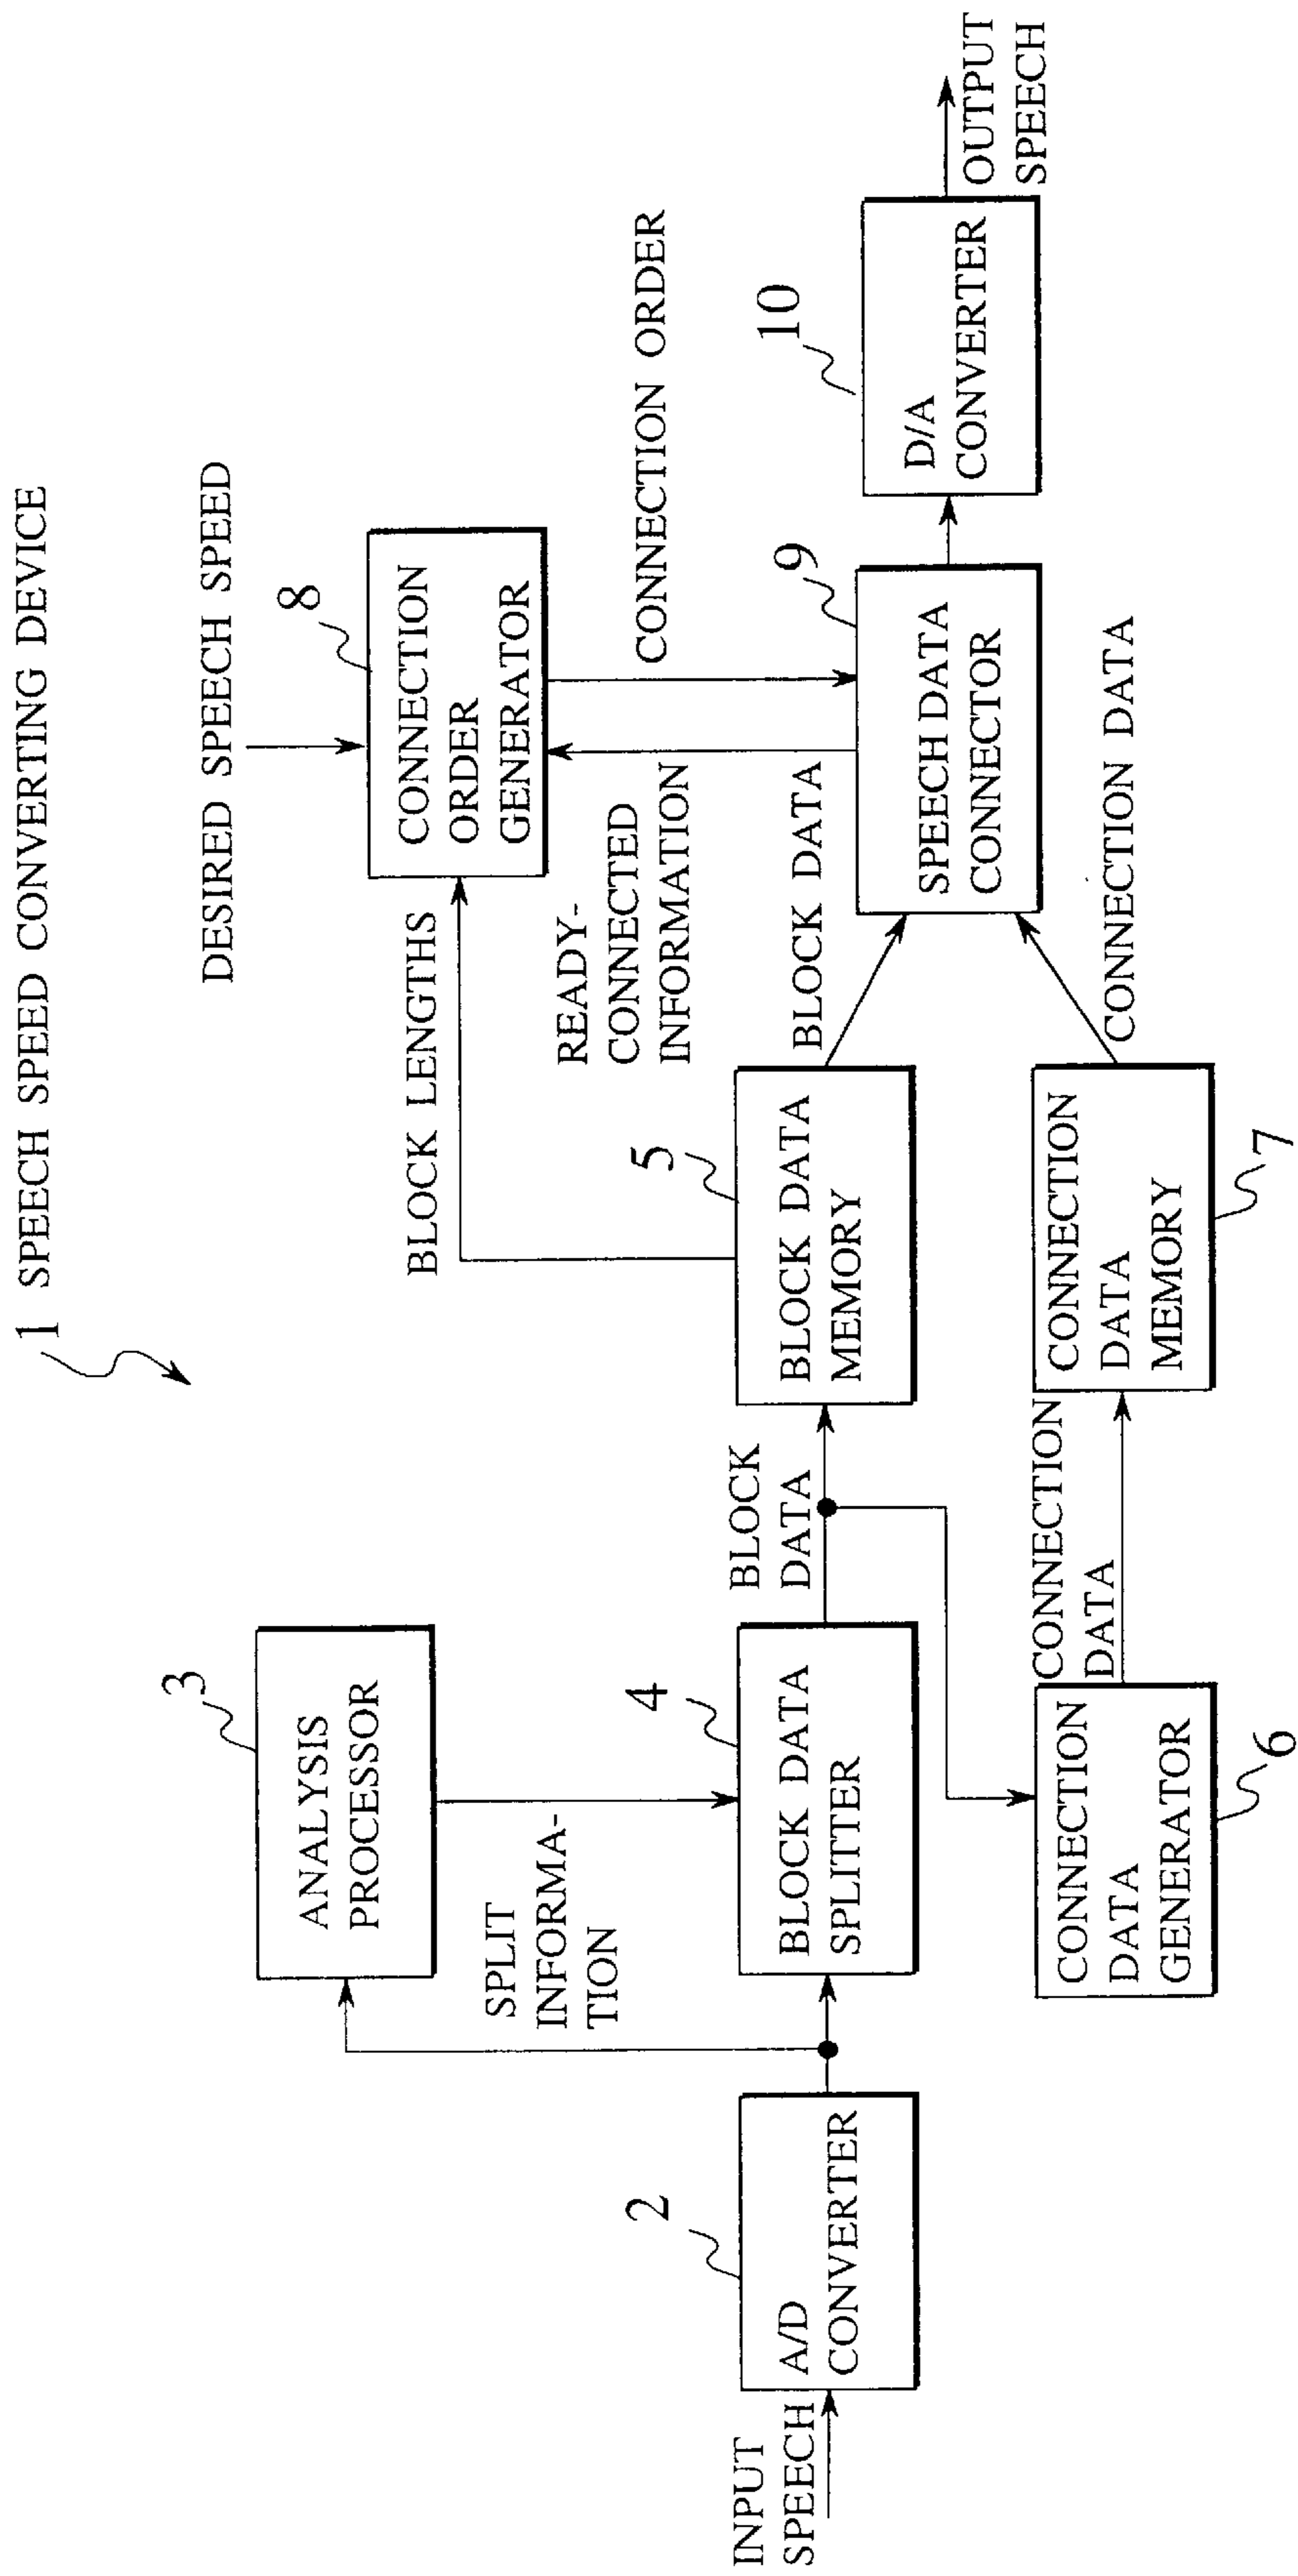 1 SPEECH SPEED CONVERTING DEVICE
DESIRED SPEECH SPEED
3
ANALYSIS
PROCESSOR
8
CONNECTION
ORDER
GENERATOR
BLOCK LENGTHS
SPLIT
INFORMA-
TION
READY-
CONNECTED
INFORMATION
CONNECTION ORDER
INPUT
SPEECH
2
A/D
CONVERTER
4
BLOCK DATA
SPLITTER
BLOCK
DATA
5
BLOCK DATA
MEMORY
BLOCK DATA
9
SPEECH DATA
CONNECTOR
10
D/A
CONVERTER
OUTPUT
SPEECH
CONNECTION
DATA
GENERATOR
6
CONNECTION
DATA
CONNECTION
DATA
MEMORY
7
CONNECTION DATA